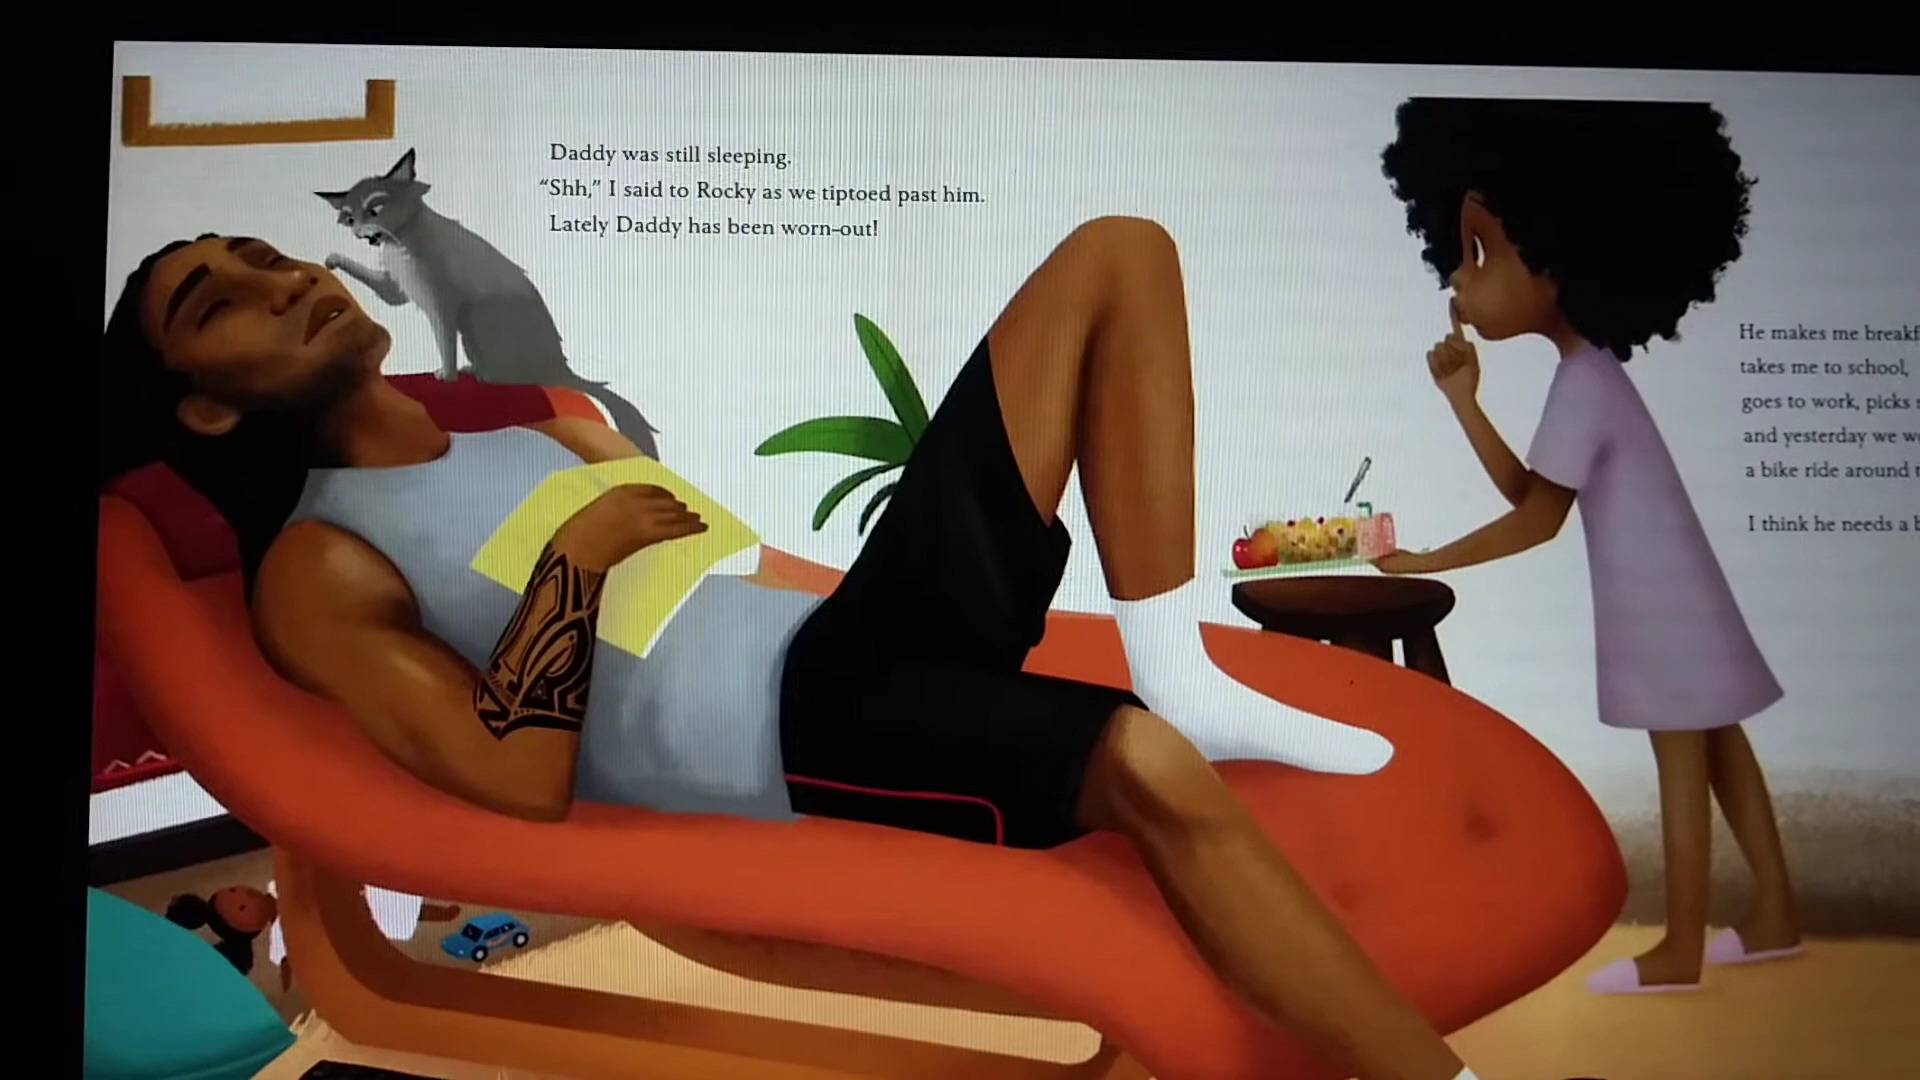 Daddy was still sleeping.
“Shh,” I said to Rocky as we tiptoed past him.
Lately Daddy has been worn-out!
He makes me
takes me to school,
goes to work, picks
and yesterday we
a bike ride around
I think he needs a